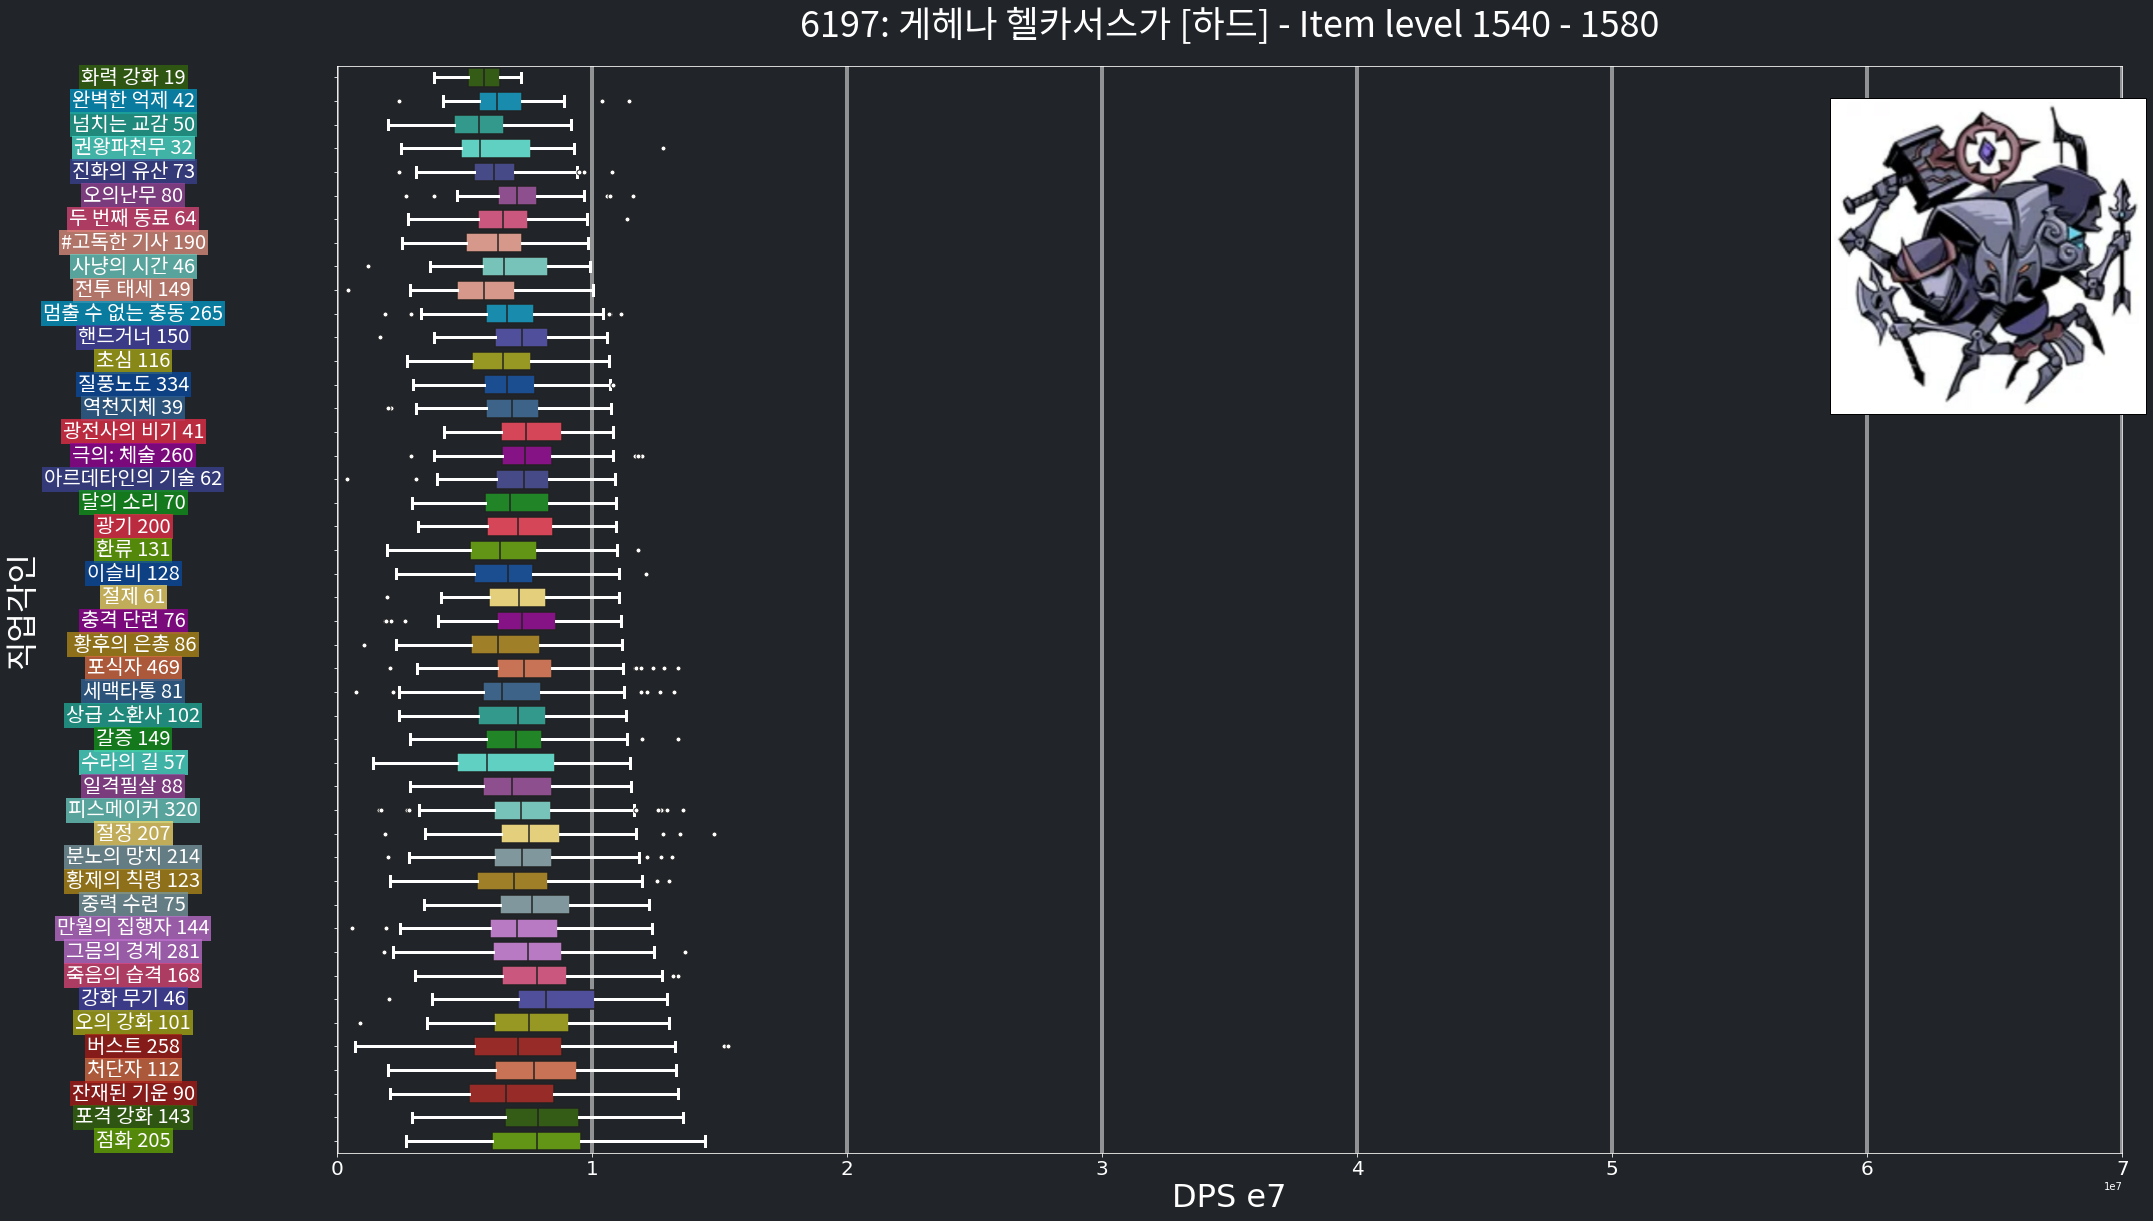 6197: 게헤나 헬카서스가 [하드] - Item level 1540 - 1580
화력 강화 19
완벽한 억제 42
넘치는 교감 50
권왕파천무 32
진화의 유산 73
오의난무 80
두 번째 동료 64
#고독한 기사 190
사냥의 시간 46
전투 태세 149
멈출 수 없는 충동 265
핸드거너 150
초심 116
질풍노도 334
역천지체 39
광전사의 비기 41
극의: 체술 260
아르데타인의 기술 62
달의 소리 70
광기 200
환류 131
이슬비 128
절제 61
충격 단련 76
황후의 은총 86
포식자 469
세맥타통 81
상급 소환사 102
갈증 149
수라의 길 57
일격필살 88
피스메이커 320
절정 207
분노의 망치 214
황제의 칙령 123
중력 수련 75
만월의 집행자 144
그믐의 경계 281
죽음의 습격 168
강화 무기 46
오의 강화 101
버스트 258
처단자 112
잔재된 기운 90
포격 강화 143
점화 205
직업각인
0 1 2 3 4 5 6 7
1e7
DPS e7